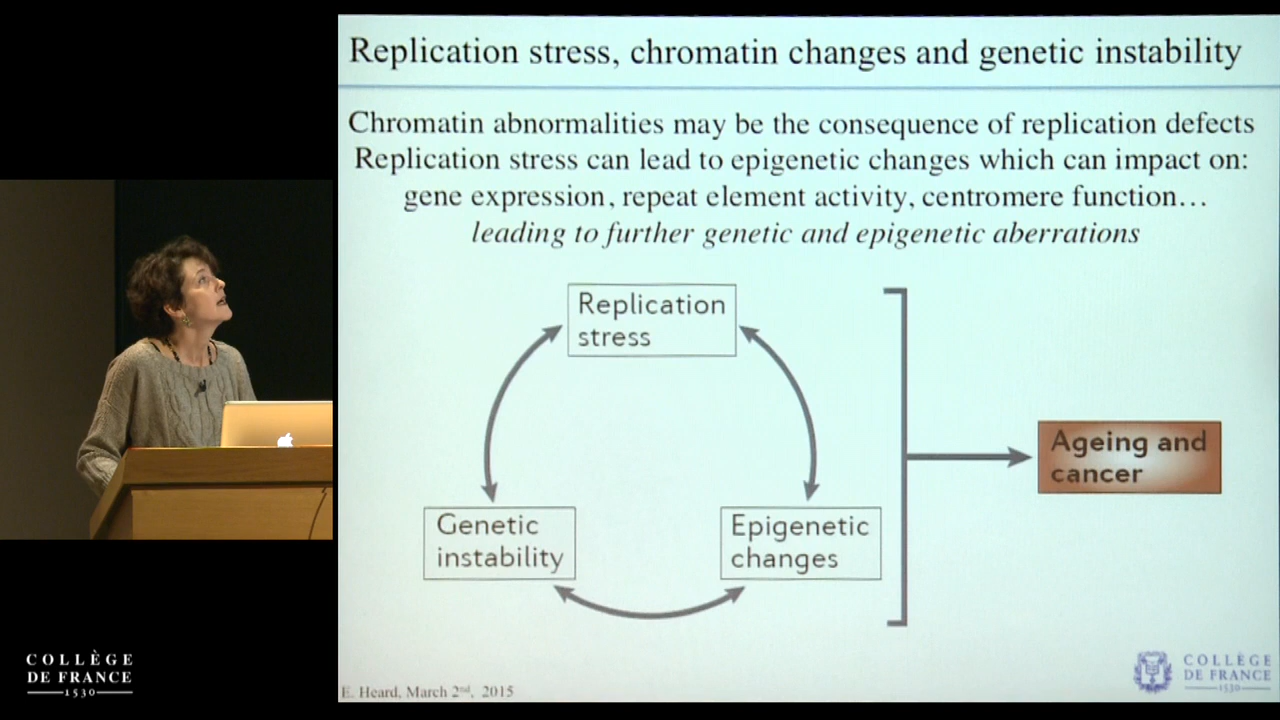 Replication stress, chromatin changes and genetic instability
Chromatin abnormalities may be the consequence of replication defects
Replication stress can lead to epigenetic changes which can impact on:
gene expression, repeat element activity, centromere function…
leading to further genetic and epigenetic aberrations
Replication
stress
Genetic
instability
Epigenetic
changes
Ageing and
cancer
E. Heard, March 2nd, 2015
COLLÈGE
DE FRANCE
1530
COLLÈGE
DE FRANCE
1530